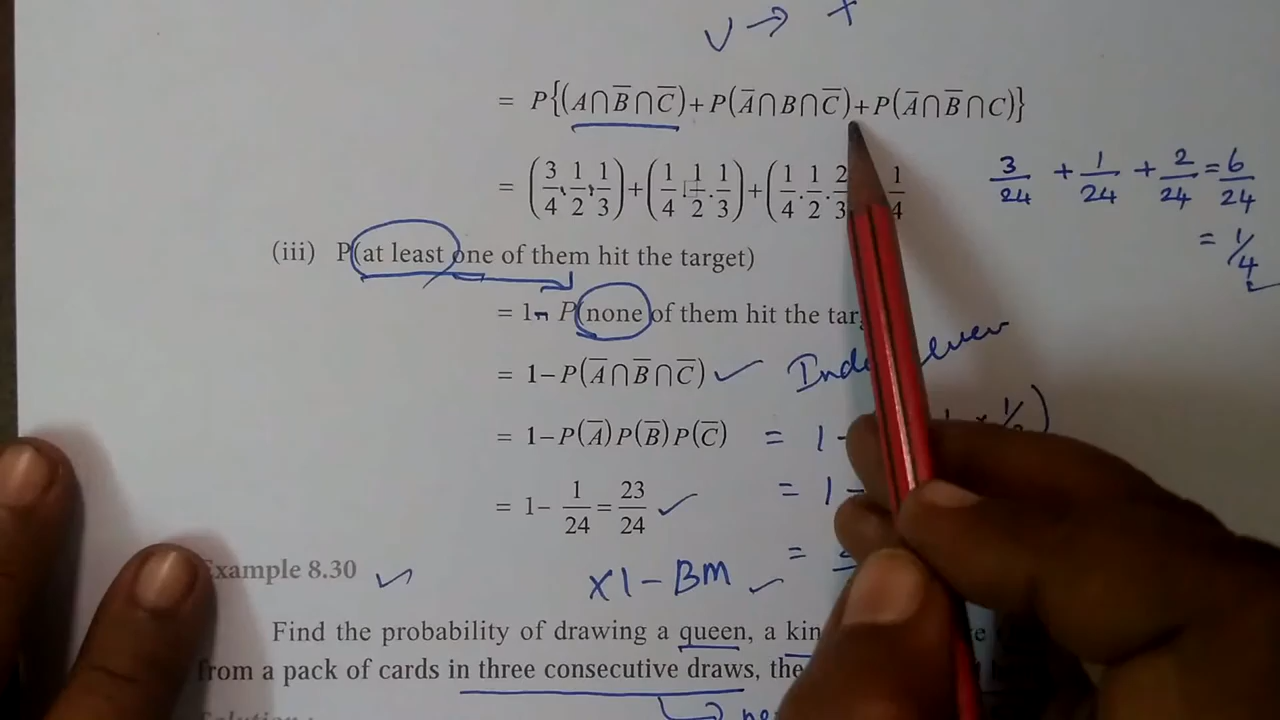 ∪ → +
= P{(A∩B̅∩C̅)+P(A̅∩B∩C̅)+P(A̅∩B̅∩C)}
= (3/4.1/2.1/3)+(1/4.1/2.1/3)+(1/4.1/2.2/3 1/4
3/24 + 1/24 + 2/24 = 6/24
= 1/4
(iii) P(at least one of them hit the target)
= 1- P(none of them hit the
= 1−P(A̅∩B̅∩C̅)
= 1−P(A̅)P(B̅)P(C̅) = 1-
= 1− 1/24 = 23/24 = 1-
=
Example 8.30 XI-BM
Find the probability of drawing a queen, a
from a pack of cards in three consecutive draws, the